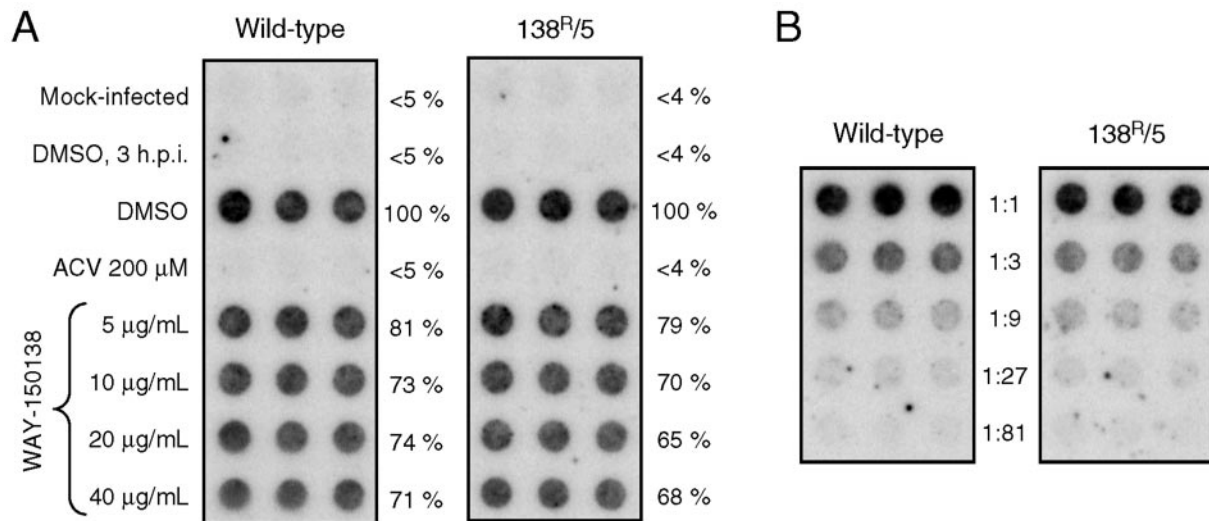 A
Wild-type
138ᴿ/5
Mock-infected
<5 %
<4 %
DMSO, 3 h.p.i.
<5 %
<4 %
DMSO
100 %
100 %
ACV 200 µM
<5 %
<4 %
WAY-150138
5 µg/mL
81 %
79 %
10 µg/mL
73 %
70 %
20 µg/mL
74 %
65 %
40 µg/mL
71 %
68 %
B
Wild-type
138ᴿ/5
1:1
1:3
1:9
1:27
1:81